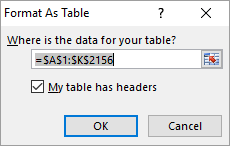 Format As Table
Where is the data for your table?
=$A$1:$K$2156
My table has headers
OK
Cancel